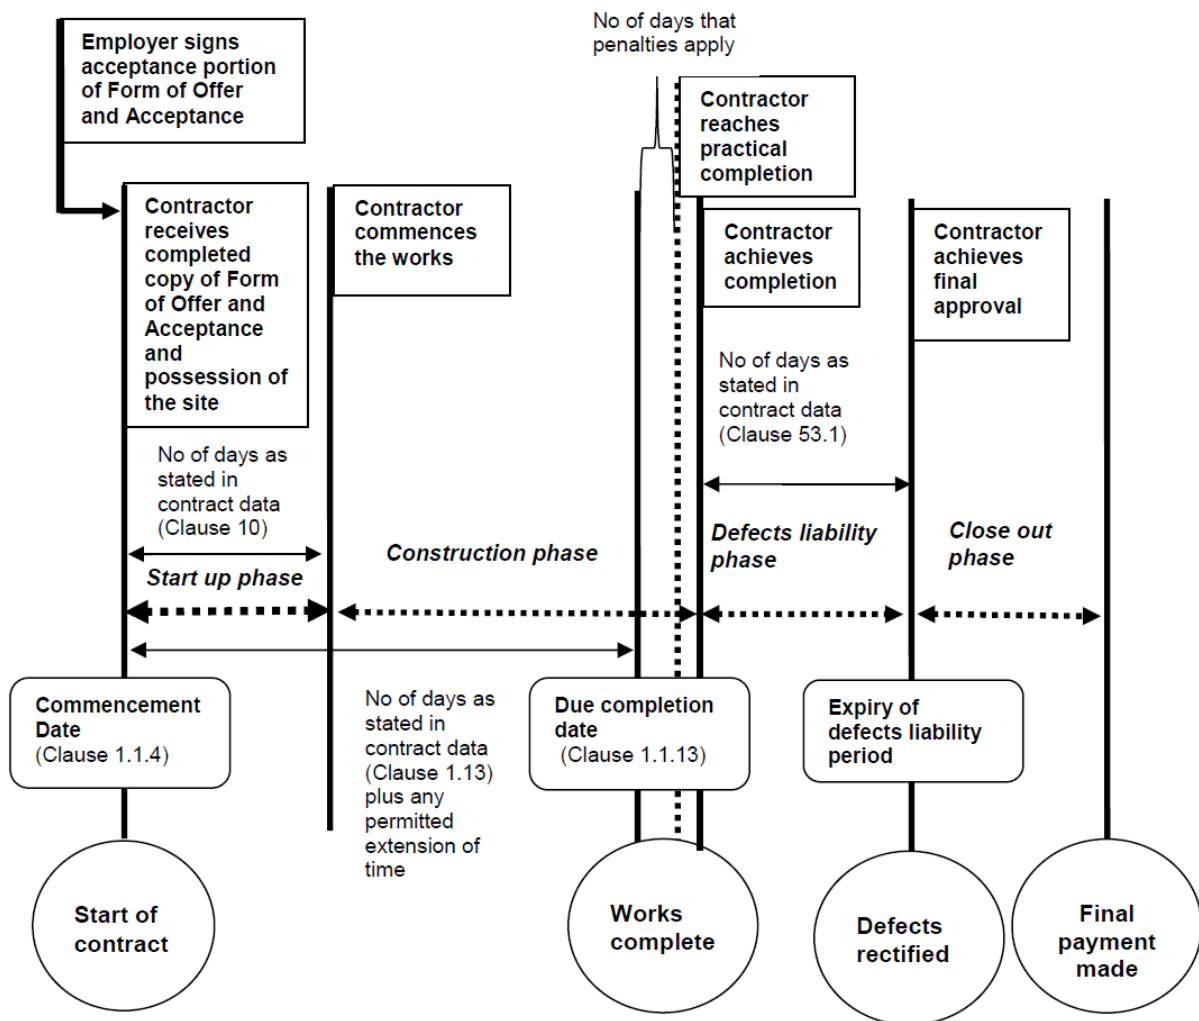 No of days that
penalties apply
Employer signs
acceptance portion
of Form of Offer
and Acceptance
Contractor
reaches
practical
completion
Contractor
receives
completed
copy of Form
of Offer and
Acceptance
and
possession of
the site
Contractor
commences
the works
Contractor
achieves
completion
Contractor
achieves
final
approval
No of days as
stated in
contract data
(Clause 53.1)
No of days as
stated in
contract data
(Clause 10)
Start up phase
Construction phase
Defects liability
phase
Close out
phase
Commencement
Date
(Clause 1.1.4)
No of days as
stated in
contract data
(Clause 1.13)
plus any
permitted
extension of
time
Due completion
date
(Clause 1.1.13)
Expiry of
defects liability
period
Start of
contract
Works
complete
Defects
rectified
Final
payment
made